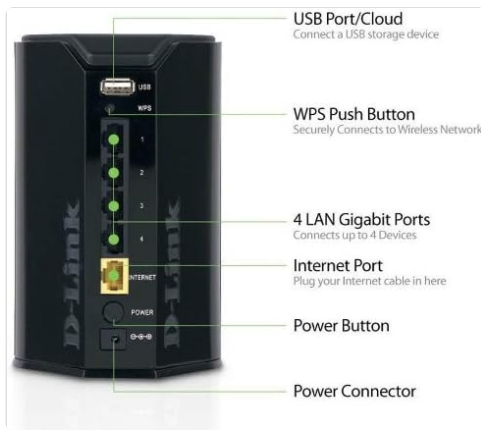 USB Port/Cloud
Connect a USB storage device
USB
WPS
WPS Push Button
Securely Connects to Wireless Network
1
2
3
4
4 LAN Gigabit Ports
Connects up to 4 Devices
D-Link
D-Link
INTERNET
Internet Port
Plug your Internet cable in here
POWER
Power Button
Power Connector